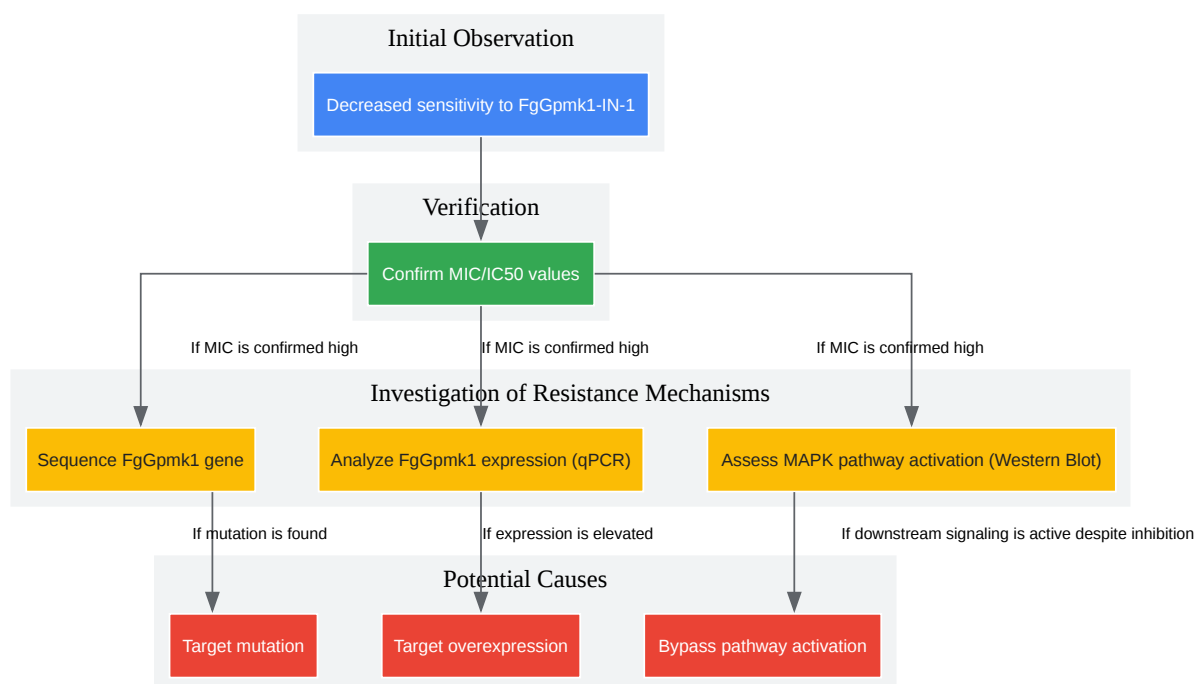 Initial Observation
Decreased sensitivity to FgGpmk1-IN-1
Verification
Confirm MIC/IC50 values
If MIC is confirmed high
If MIC is confirmed high
If MIC is confirmed high
Investigation of Resistance Mechanisms
Sequence FgGpmk1 gene
Analyze FgGpmk1 expression (qPCR)
Assess MAPK pathway activation (Western Blot)
If mutation is found
If expression is elevated
If downstream signaling is active despite inhibition
Potential Causes
Target mutation
Target overexpression
Bypass pathway activation